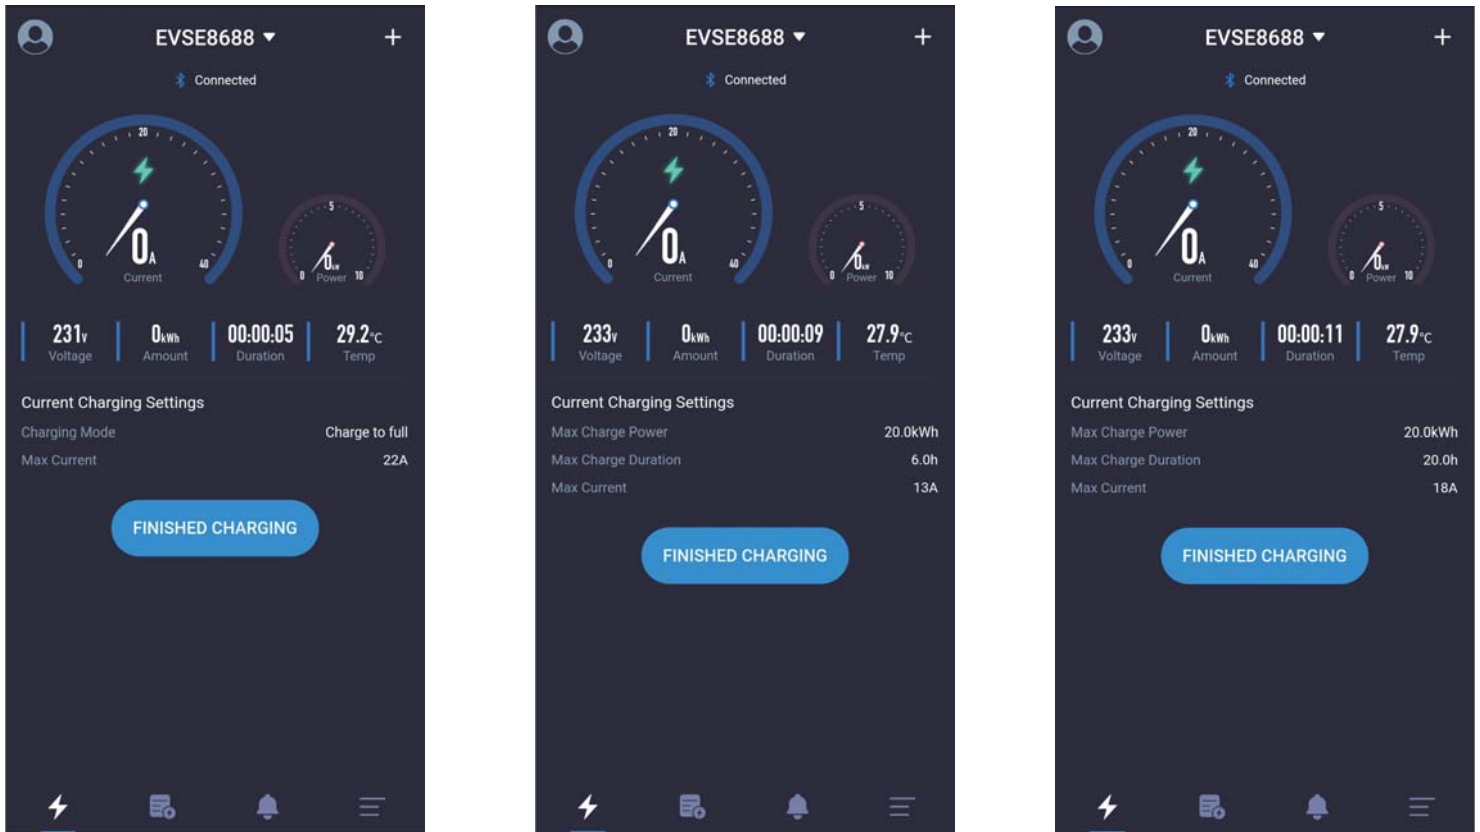 EVSE8688
Connected
20
0A
0
40
Current
5
0kW
0
10
Power
231V
0kWh
00:00:05
29.2°C
Voltage
Amount
Duration
Temp
Current Charging Settings
Charging Mode Charge to full
Max Current 22A
FINISHED CHARGING
EVSE8688
Connected
20
0A
0
40
Current
5
0kW
0
10
Power
233V
0kWh
00:00:09
27.9°C
Voltage
Amount
Duration
Temp
Current Charging Settings
Max Charge Power 20.0kWh
Max Charge Duration 6.0h
Max Current 13A
FINISHED CHARGING
EVSE8688
Connected
20
0A
0
40
Current
5
0kW
0
10
Power
233V
0kWh
00:00:11
27.9°C
Voltage
Amount
Duration
Temp
Current Charging Settings
Max Charge Power 20.0kWh
Max Charge Duration 20.0h
Max Current 18A
FINISHED CHARGING